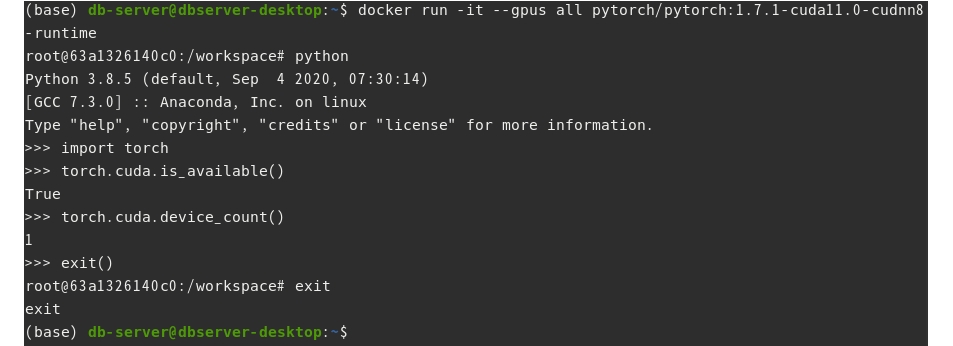 (base) db-server@dbserver-desktop:~$ docker run -it --gpus all pytorch/pytorch:1.7.1-cuda11.0-cudnn8
-runtime
root@63a1326140c0:/workspace# python
Python 3.8.5 (default, Sep  4 2020, 07:30:14)
[GCC 7.3.0] :: Anaconda, Inc. on linux
Type "help", "copyright", "credits" or "license" for more information.
>>> import torch
>>> torch.cuda.is_available()
True
>>> torch.cuda.device_count()
1
>>> exit()
root@63a1326140c0:/workspace# exit
exit
(base) db-server@dbserver-desktop:~$